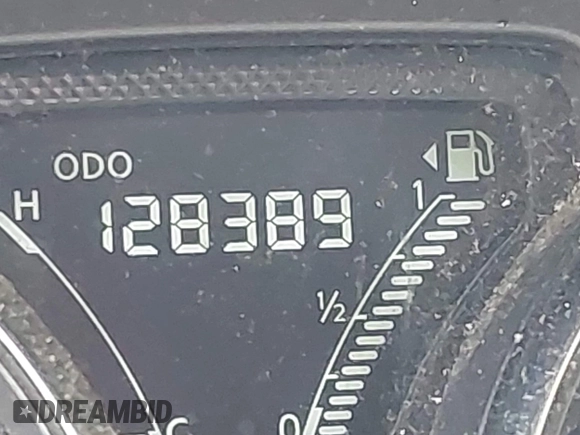 ODO
H
128389
1
1/2
0
C
DREAMBID